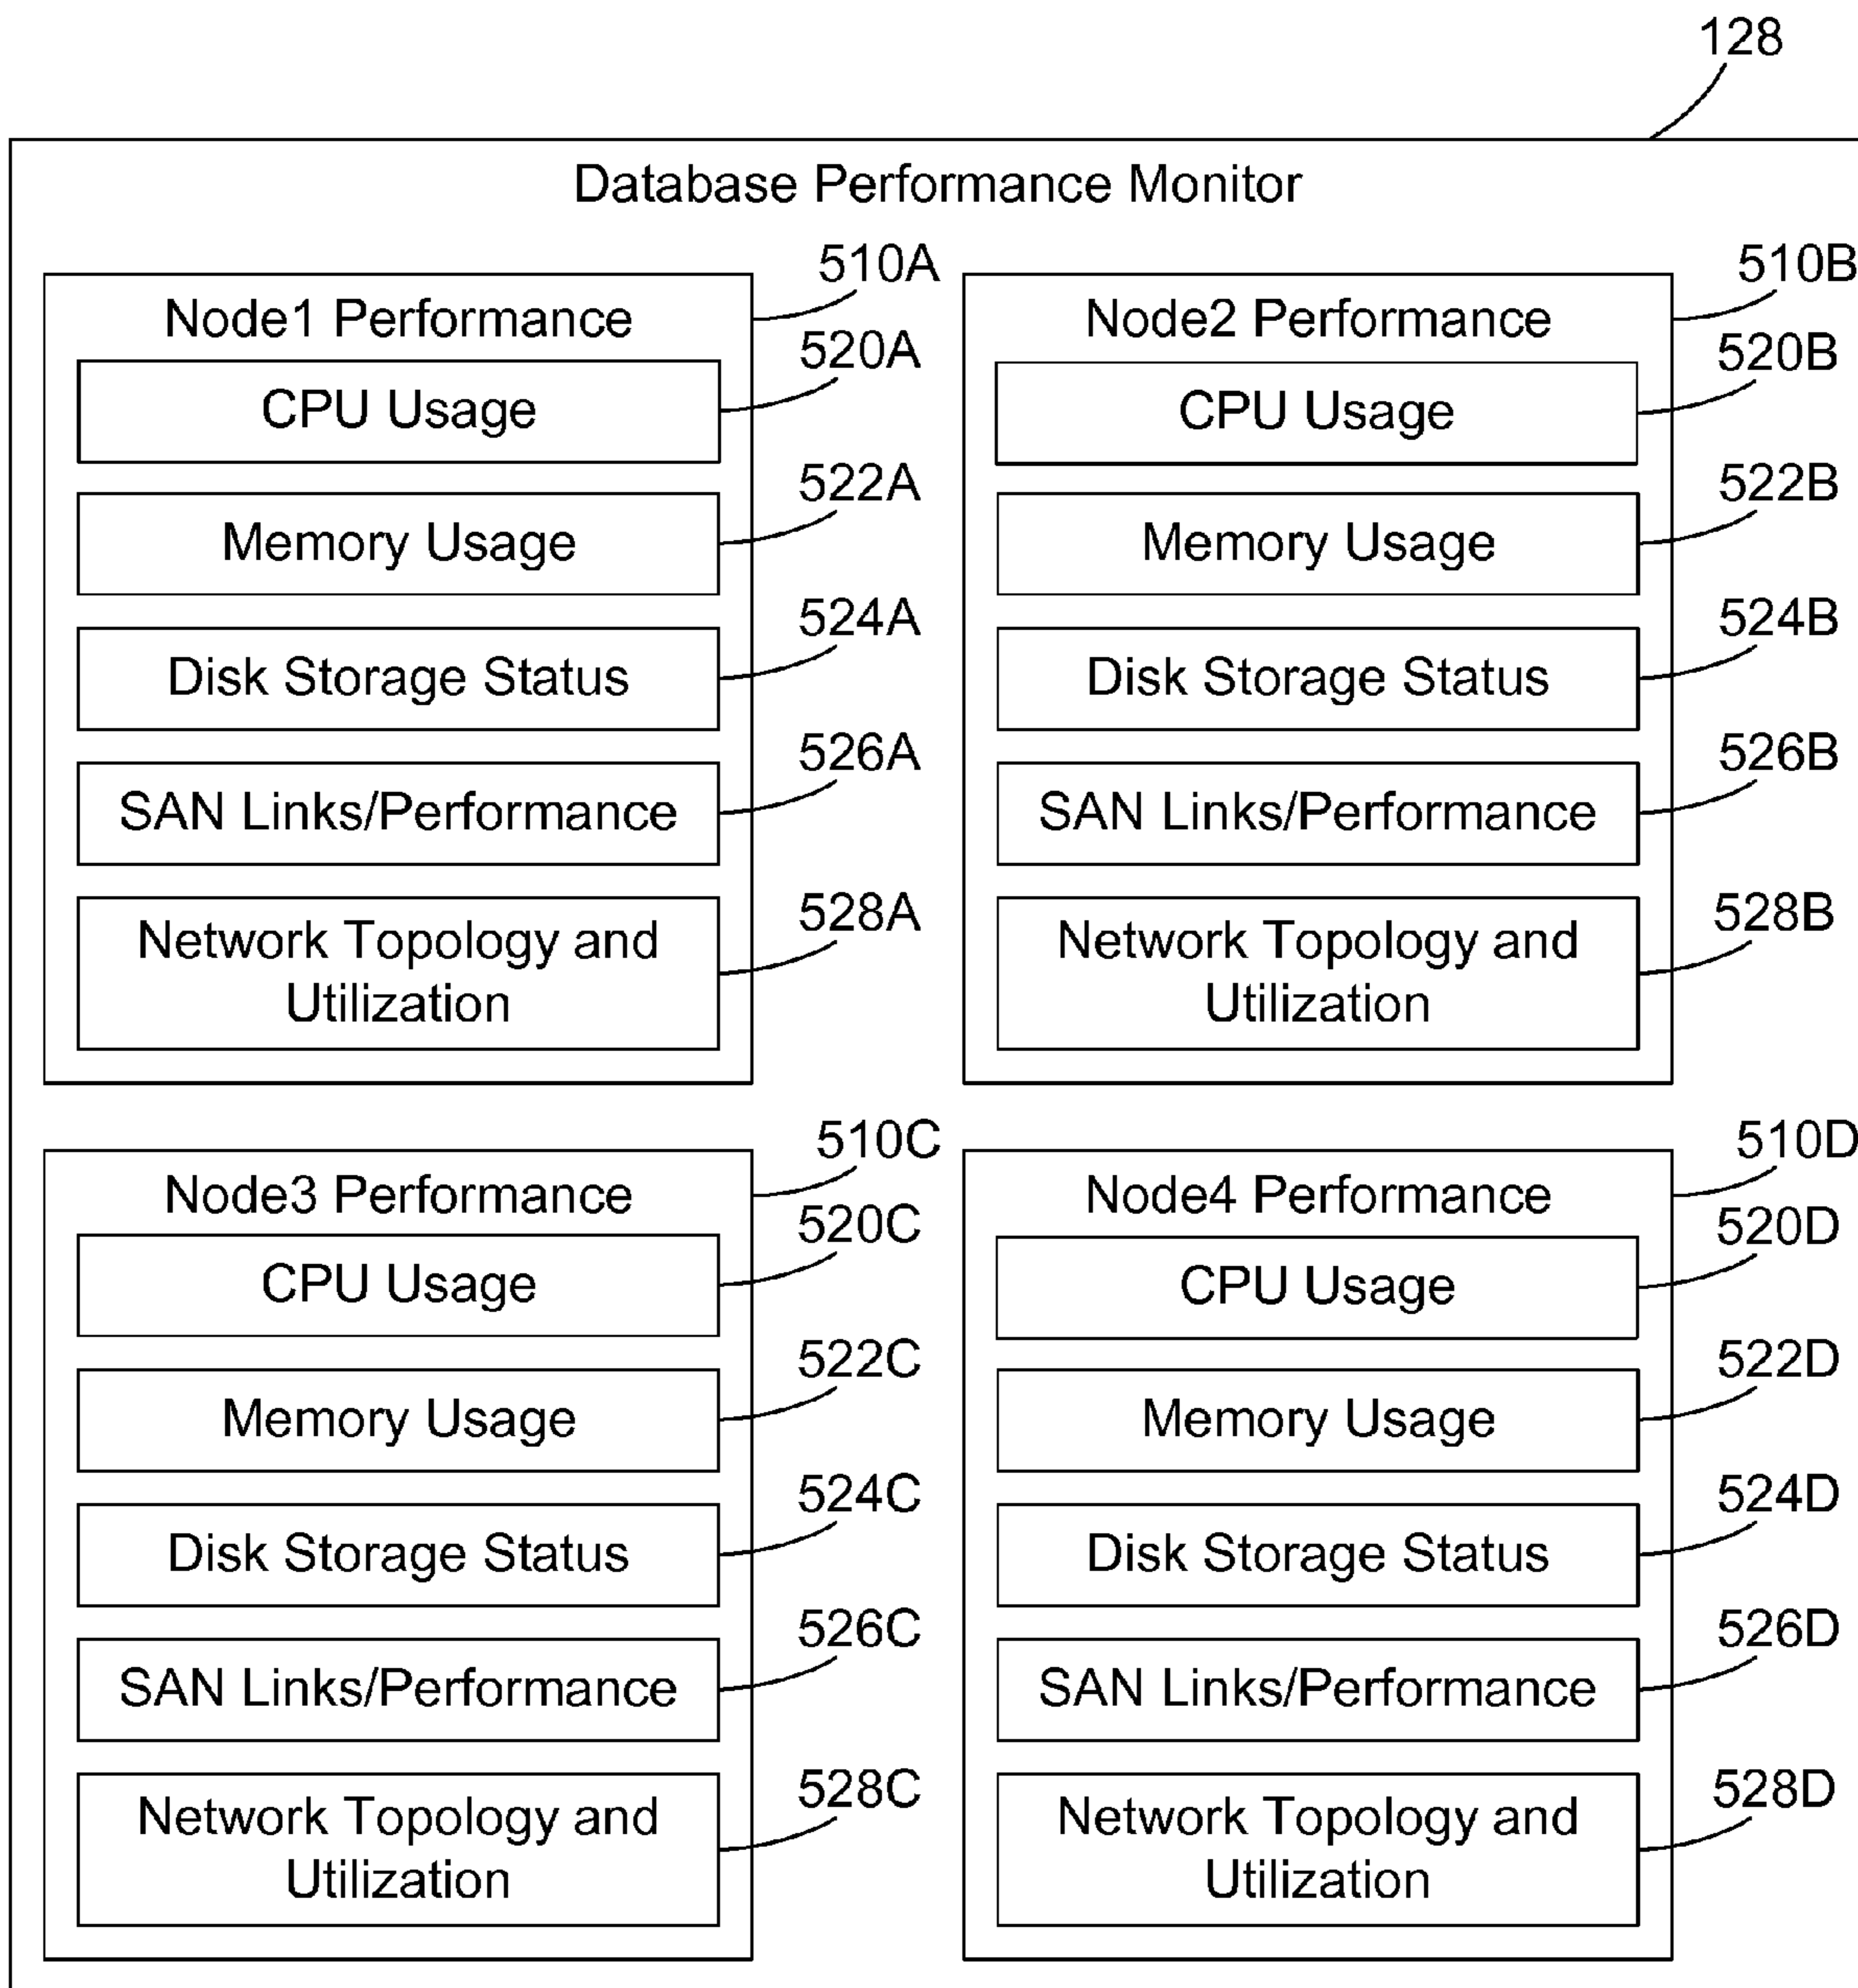 128
Database Performance Monitor
510A
Node1 Performance
520A
CPU Usage
522A
Memory Usage
524A
Disk Storage Status
526A
SAN Links/Performance
528A
Network Topology and
Utilization
510B
Node2 Performance
520B
CPU Usage
522B
Memory Usage
524B
Disk Storage Status
526B
SAN Links/Performance
528B
Network Topology and
Utilization
510C
Node3 Performance
520C
CPU Usage
522C
Memory Usage
524C
Disk Storage Status
526C
SAN Links/Performance
528C
Network Topology and
Utilization
510D
Node4 Performance
520D
CPU Usage
522D
Memory Usage
524D
Disk Storage Status
526D
SAN Links/Performance
528D
Network Topology and
Utilization